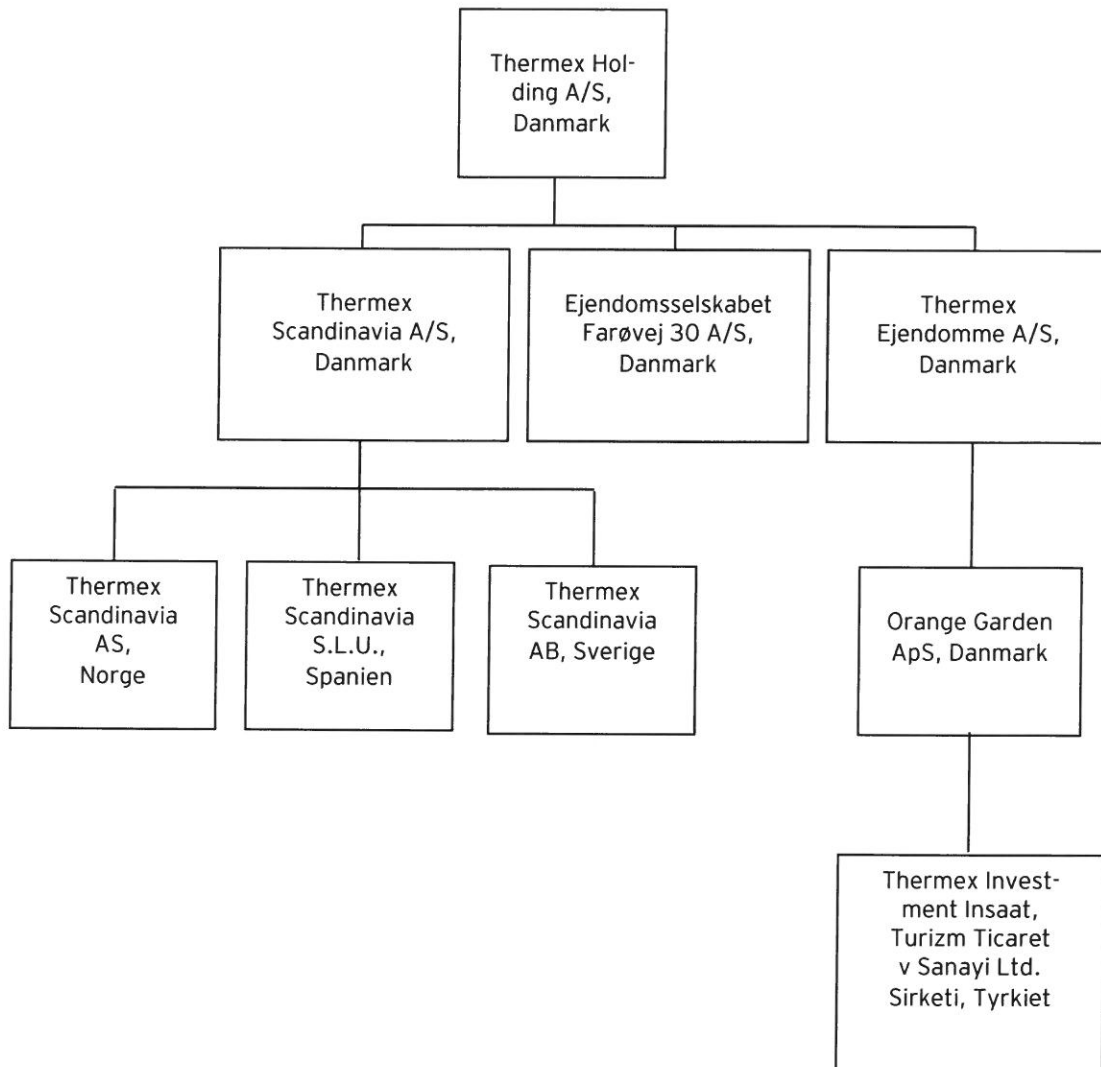 Thermex Hol-
ding A/S,
Danmark
Thermex
Scandinavia A/S,
Danmark
Ejendomsselskabet
Farøvej 30 A/S,
Danmark
Thermex
Ejendomme A/S,
Danmark
Thermex
Scandinavia
AS,
Norge
Thermex
Scandinavia
S.L.U.,
Spanien
Thermex
Scandinavia
AB, Sverige
Orange Garden
ApS, Danmark
Thermex Invest-
ment Insaat,
Turizm Ticaret
v Sanayi Ltd.
Sirketi, Tyrkiet